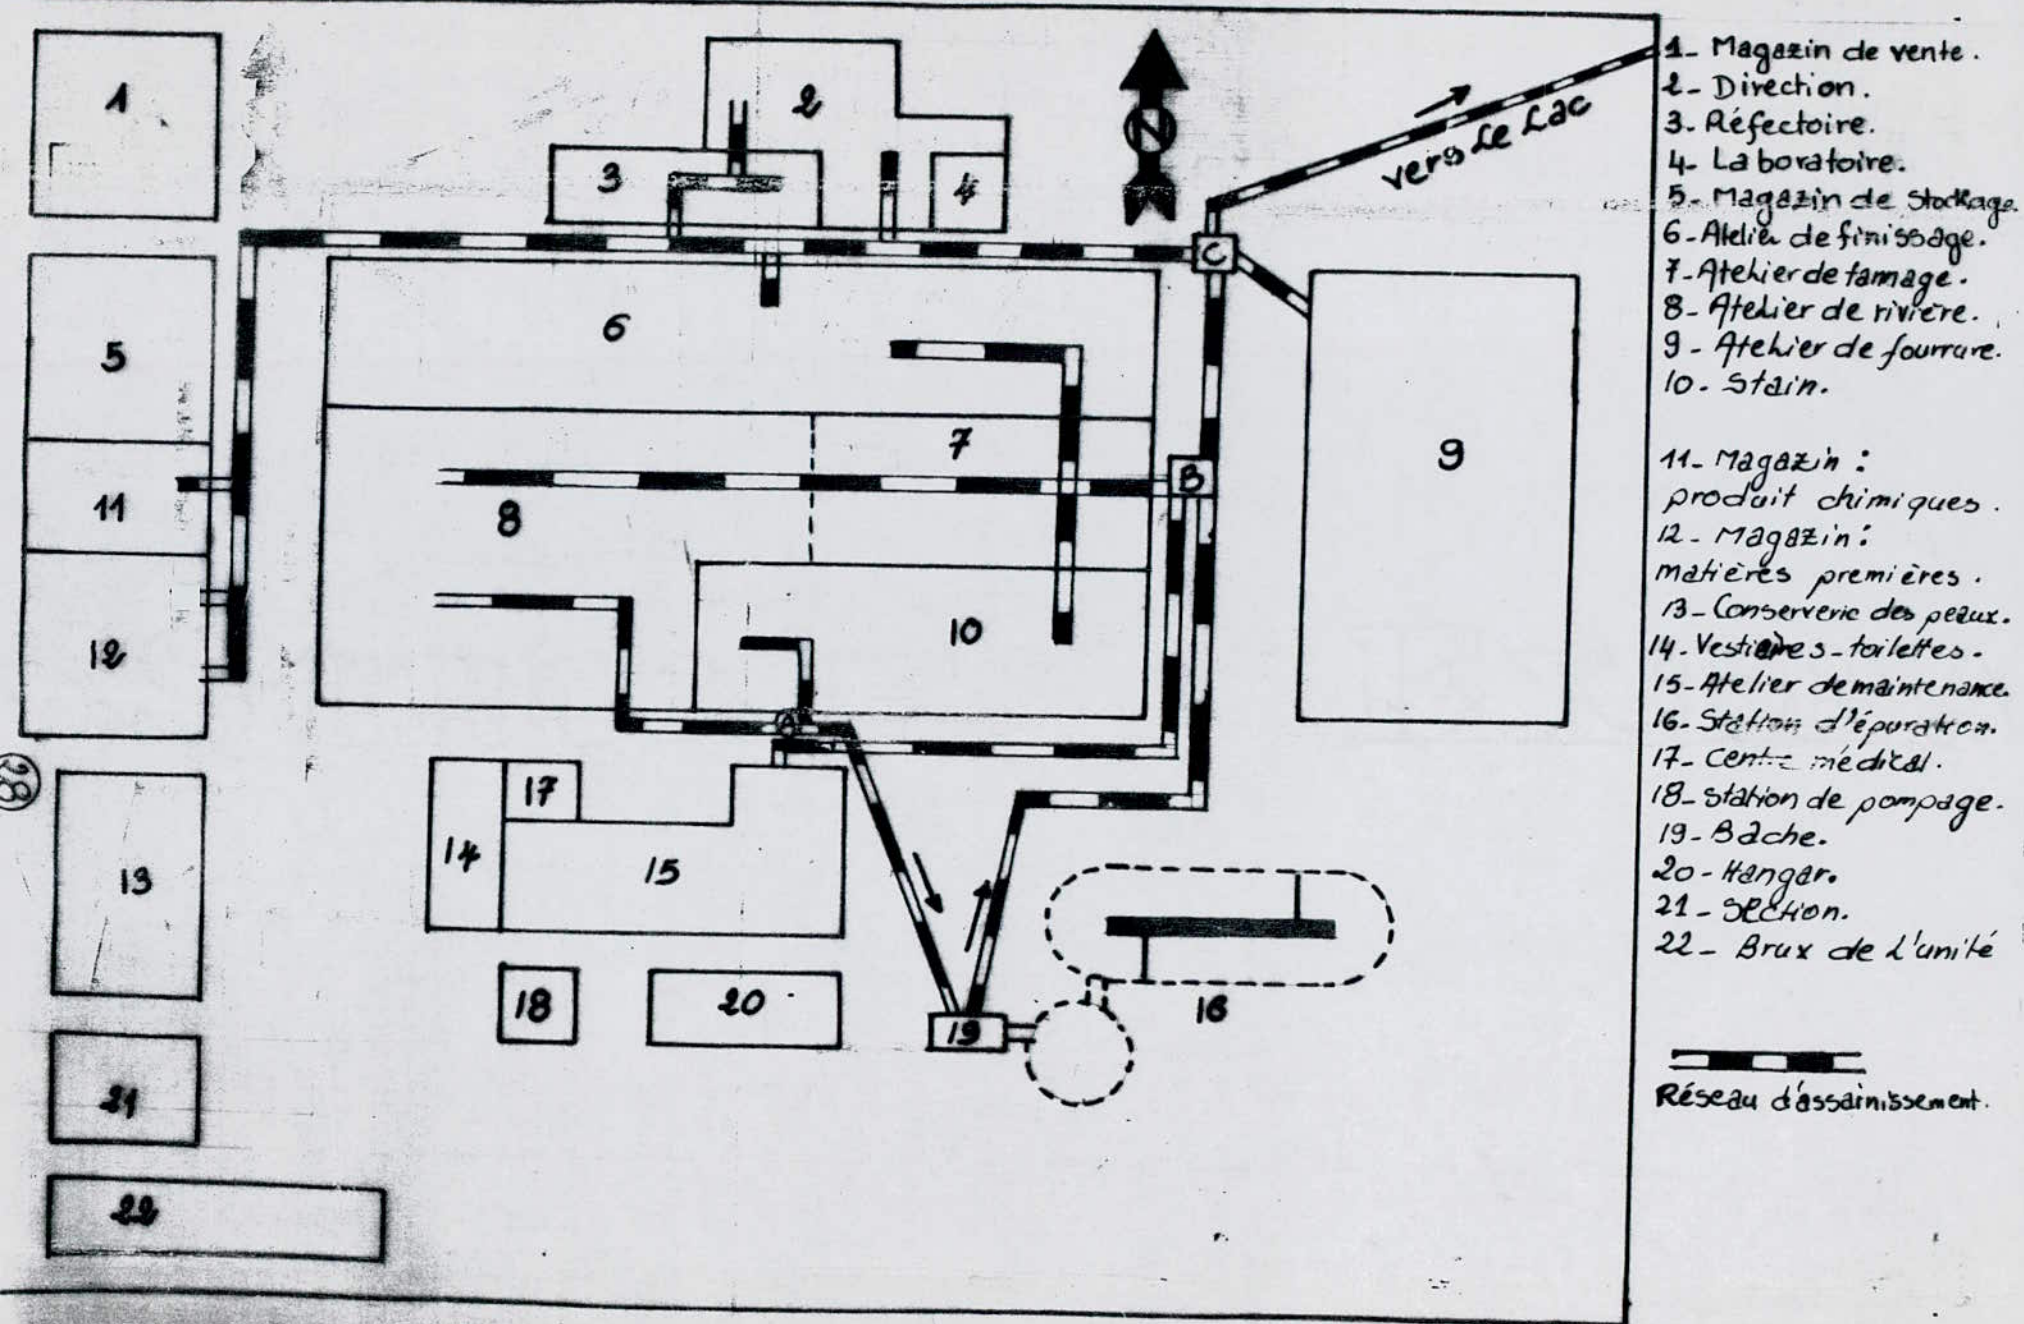 1
2
3
4
N
vers Le Lac
C
5
6
7
8
9
B
11
12
10
A
28
17
14
15
13
18
20
19
16
21
22
1- Magazin de vente.
2- Direction.
3- Réfectoire.
4- Laboratoire.
5- Magazin de Stockage.
6- Atelier de finissage.
7- Atelier de tannage.
8- Atelier de rivière.
9- Atelier de fourrure.
10- Stain.
11- Magazin :
produit chimiques.
12- Magazin :
matières premières.
13- Conserverie des peaux.
14- Vestiaires-toilettes.
15- Atelier de maintenance.
16- Station d'épuration.
17- Centre médical.
18- Station de pompage.
19- Bache.
20- Hangar.
21- Section.
22- Brux de L'unité
Réseau d'assainissement.